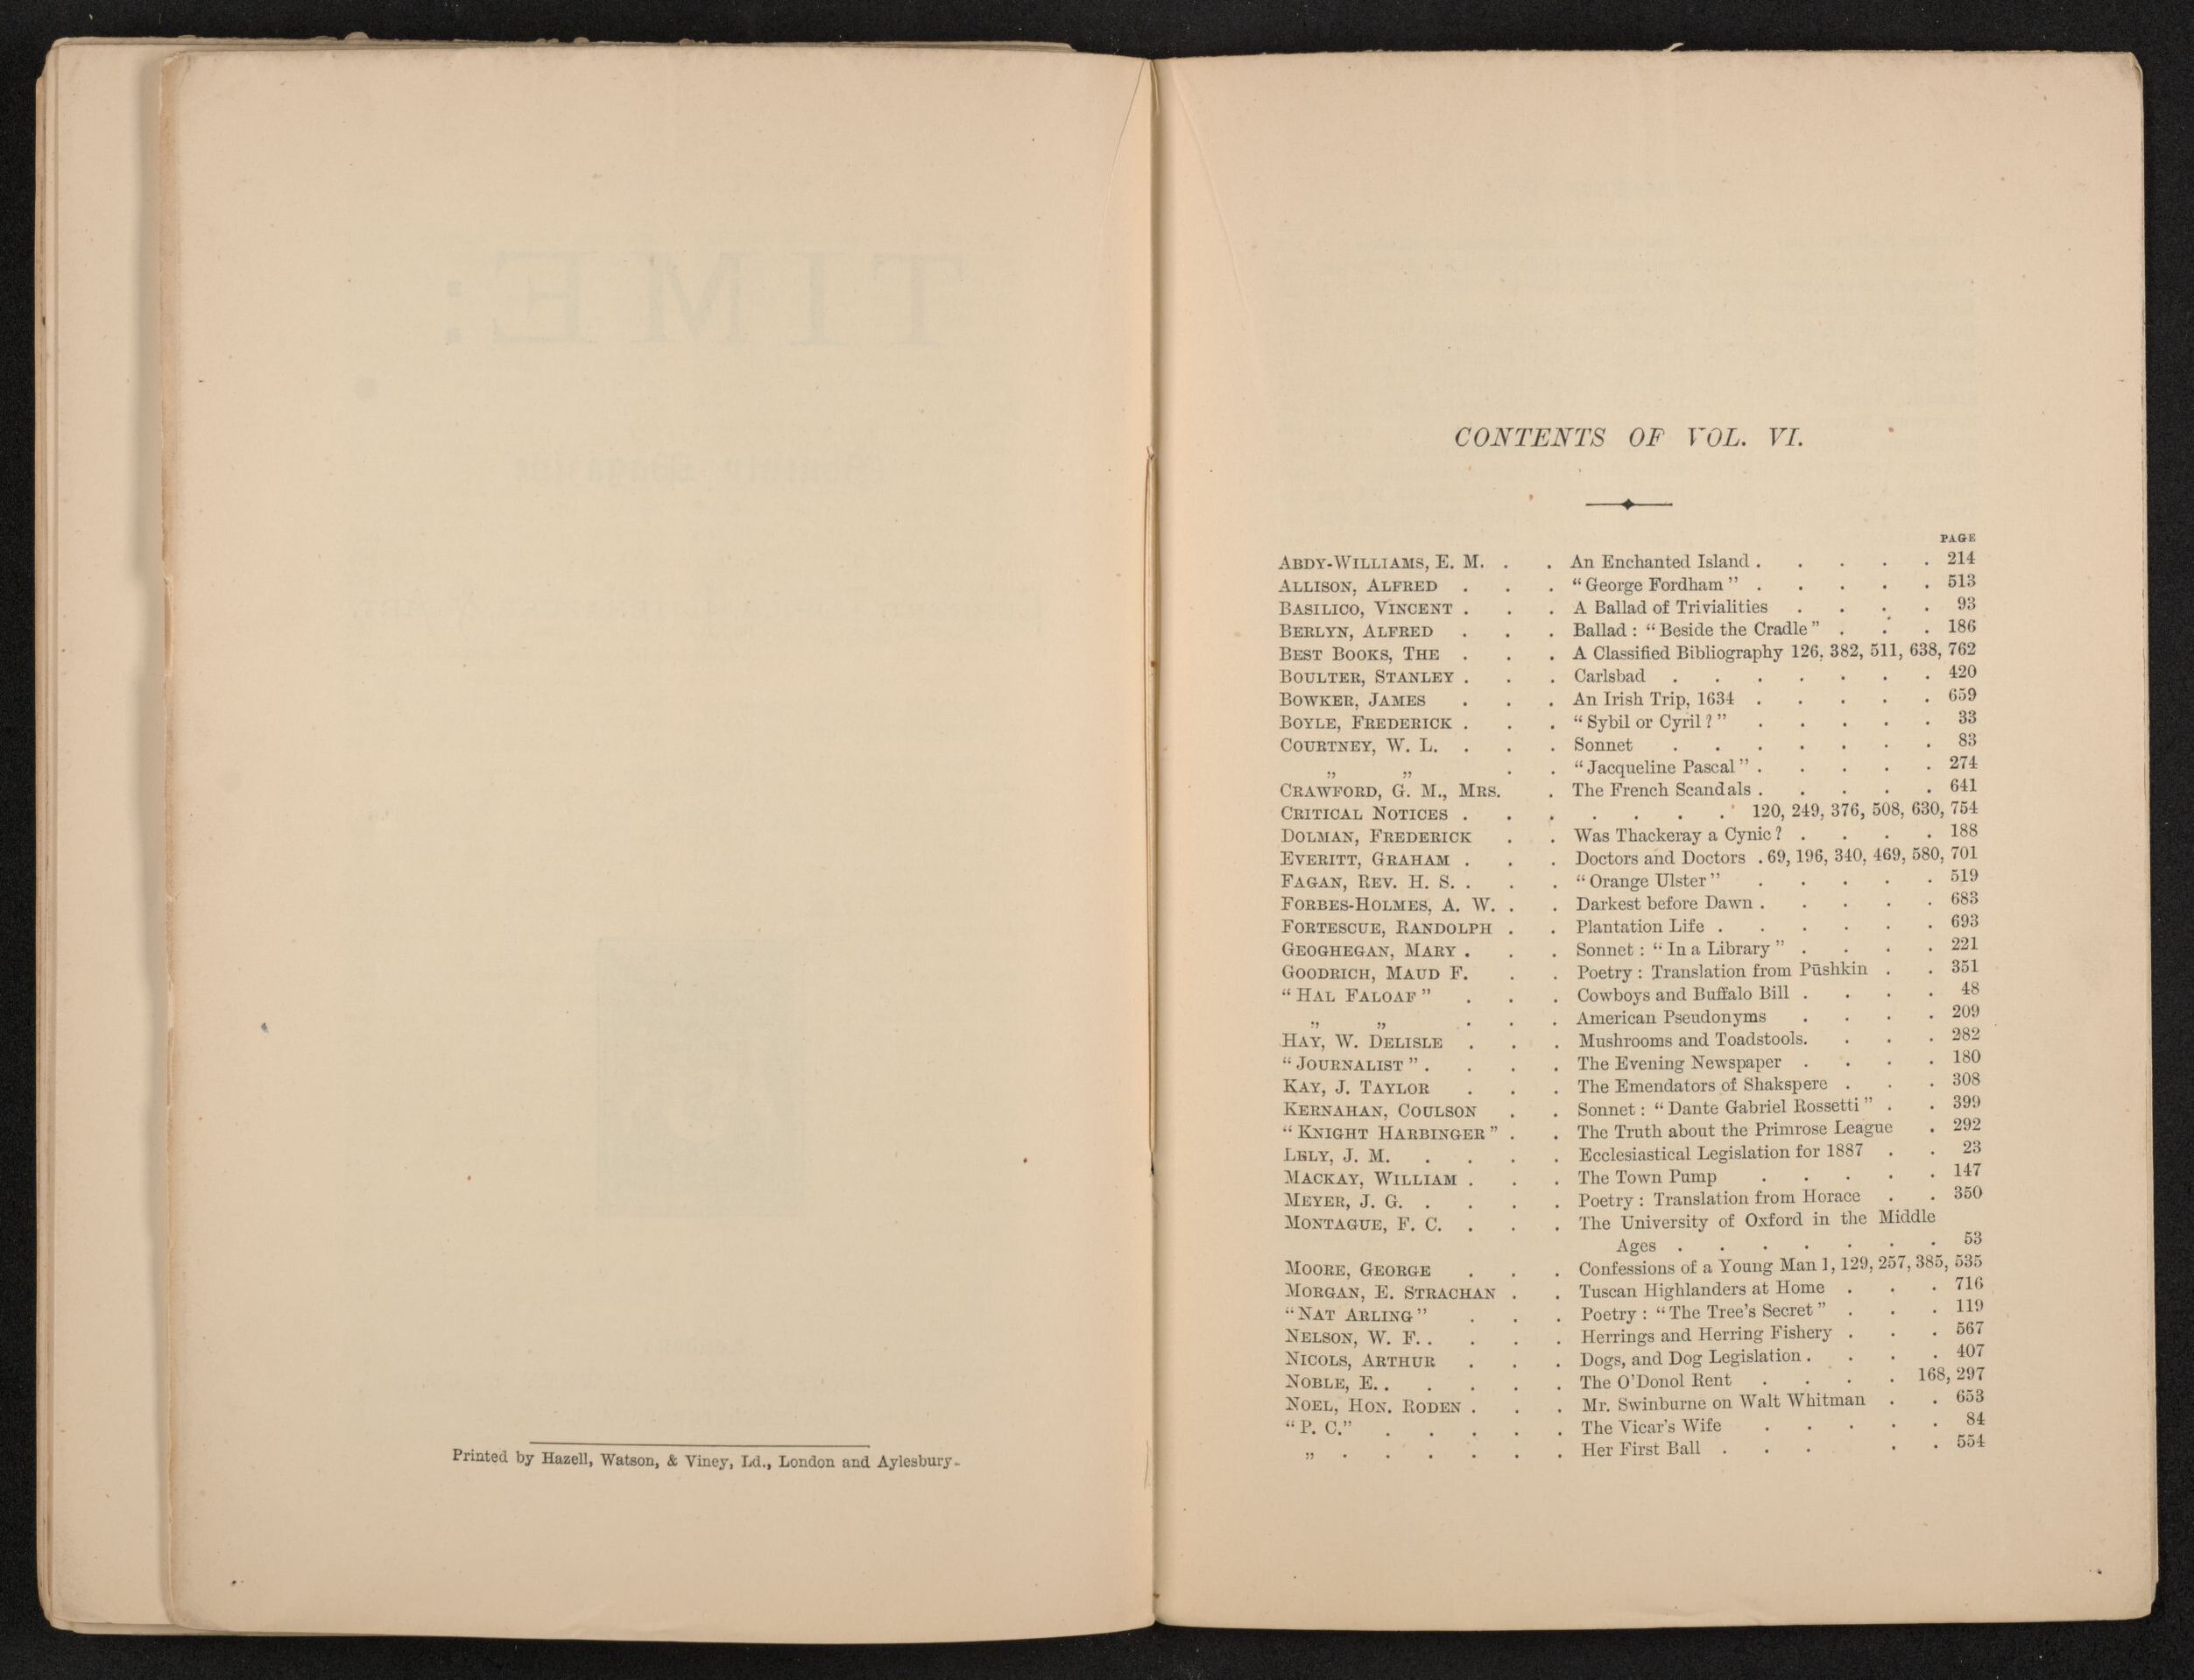 Printed by Hazell, Watson, & Viney, Ld., London and Aylesbury.
CONTENTS OF VOL. VI.
PAGE
ABDY-WILLIAMS, E. M. . . An Enchanted Island . . . . . 214
ALLISON, ALFRED . . . "George Fordham" . . . . . 513
BASILICO, VINCENT . . . A Ballad of Trivialities . . . . 93
BERLYN, ALFRED . . . Ballad : "Beside the Cradle" . . . 186
BEST BOOKS, THE . . . A Classified Bibliography 126, 382, 511, 638, 762
BOULTER, STANLEY . . . Carlsbad . . . . . . . 420
BOWKER, JAMES . . . An Irish Trip, 1634 . . . . . 659
BOYLE, FREDERICK . . . "Sybil or Cyril ?" . . . . . 33
COURTNEY, W. L. . . . Sonnet . . . . . . . 83
„ „ . . "Jacqueline Pascal" . . . . . 274
CRAWFORD, G. M., MRS. . The French Scandals . . . . . 641
CRITICAL NOTICES . . . . . . . . 120, 249, 376, 508, 630, 754
DOLMAN, FREDERICK . . Was Thackeray a Cynic ? . . . . 188
EVERITT, GRAHAM . . . Doctors and Doctors . 69, 196, 340, 469, 580, 701
FAGAN, REV. H. S. . . . "Orange Ulster" . . . . . 519
FORBES-HOLMES, A. W. . . Darkest before Dawn . . . . . 683
FORTESCUE, RANDOLPH . . Plantation Life . . . . . . 693
GEOGHEGAN, MARY . . . Sonnet : "In a Library" . . . . 221
GOODRICH, MAUD F. . . Poetry : Translation from Pūshkin . . 351
"HAL FALOAF" . . . Cowboys and Buffalo Bill . . . . 48
„ „ . . . American Pseudonyms . . . . 209
HAY, W. DELISLE . . . Mushrooms and Toadstools. . . . 282
"JOURNALIST" . . . . The Evening Newspaper . . . . 180
KAY, J. TAYLOR . . . The Emendators of Shakspere . . . 308
KERNAHAN, COULSON . . Sonnet : "Dante Gabriel Rossetti" . . 399
"KNIGHT HARBINGER" . . The Truth about the Primrose League . 292
LELY, J. M. . . . . Ecclesiastical Legislation for 1887 . . 23
MACKAY, WILLIAM . . . The Town Pump . . . . . 147
MEYER, J. G. . . . . Poetry : Translation from Horace . . 350
MONTAGUE, F. C. . . . The University of Oxford in the Middle
Ages . . . . . . . 53
MOORE, GEORGE . . . Confessions of a Young Man 1, 129, 257, 385, 535
MORGAN, E. STRACHAN . . Tuscan Highlanders at Home . . . 716
"NAT ARLING" . . . Poetry : "The Tree's Secret" . . . 119
NELSON, W. F. . . . . Herrings and Herring Fishery . . . 567
NICOLS, ARTHUR . . . Dogs, and Dog Legislation . . . . 407
NOBLE, E. . . . . . The O'Donol Rent . . . . 168, 297
NOEL, HON. RODEN . . . Mr. Swinburne on Walt Whitman . . 653
"P. C." . . . . . The Vicar's Wife . . . . . 84
„ . . . . . . Her First Ball . . . . . 554